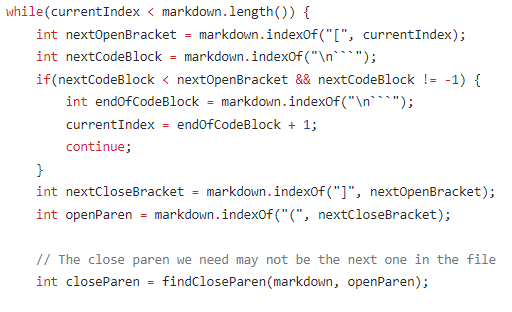 while(currentIndex < markdown.length()) {
    int nextOpenBracket = markdown.indexOf("[", currentIndex);
    int nextCodeBlock = markdown.indexOf("\n```");
    if(nextCodeBlock < nextOpenBracket && nextCodeBlock != -1) {
        int endOfCodeBlock = markdown.indexOf("\n```");
        currentIndex = endOfCodeBlock + 1;
        continue;
    }
    int nextCloseBracket = markdown.indexOf("]", nextOpenBracket);
    int openParen = markdown.indexOf("(", nextCloseBracket);

    // The close paren we need may not be the next one in the file
    int closeParen = findCloseParen(markdown, openParen);